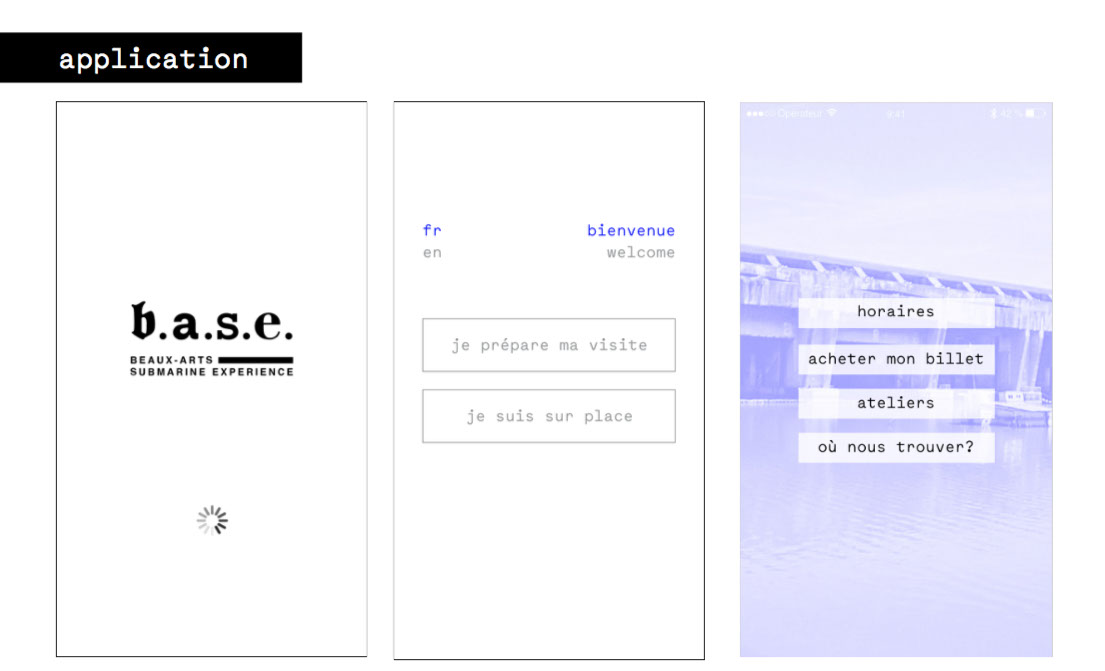 application
b.a.s.e.
BEAUX-ARTS
SUBMARINE EXPERIENCE
fr bienvenue
en welcome
je prépare ma visite
je suis sur place
Opérateur 9:41 42 %
horaires
acheter mon billet
ateliers
où nous trouver?